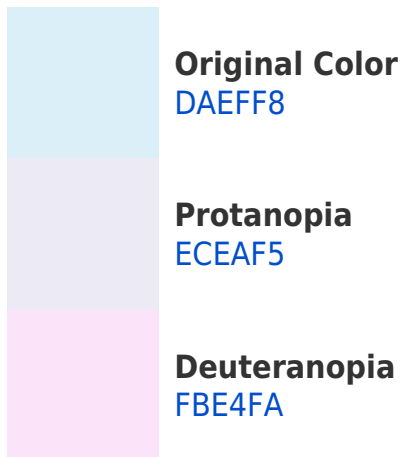 Original Color
DAEFF8
Protanopia
ECEAF5
Deuteranopia
FBE4FA